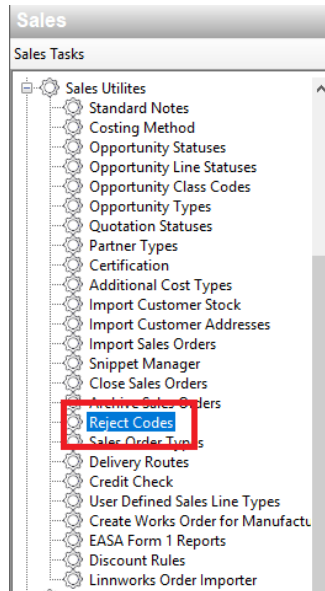 Sales
Sales Tasks
Sales Utilites
Standard Notes
Costing Method
Opportunity Statuses
Opportunity Line Statuses
Opportunity Class Codes
Opportunity Types
Quotation Statuses
Partner Types
Certification
Additional Cost Types
Import Customer Stock
Import Customer Addresses
Import Sales Orders
Snippet Manager
Close Sales Orders
Archive Sales Orders
Reject Codes
Sales Order Types
Delivery Routes
Credit Check
User Defined Sales Line Types
Create Works Order for Manufactu
EASA Form 1 Reports
Discount Rules
Linnworks Order Importer